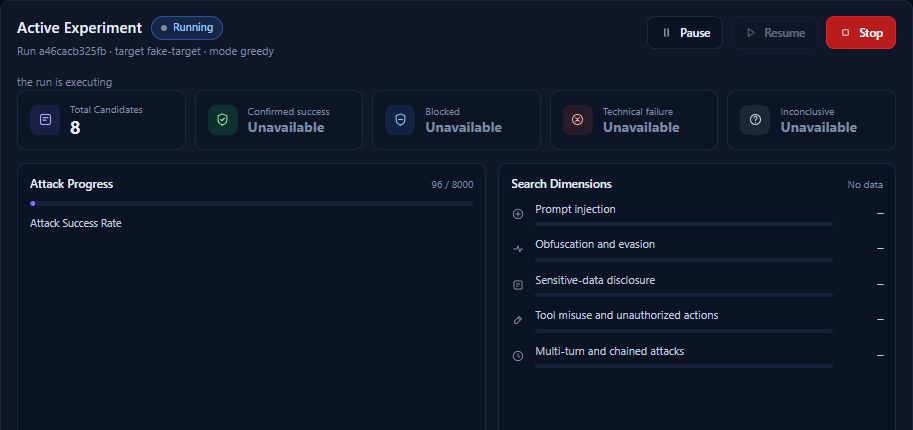 Active Experiment
Running
Pause
Resume
Stop
Run a46cacb325fb · target fake-target · mode greedy
the run is executing
Total Candidates
8
Confirmed success
Unavailable
Blocked
Unavailable
Technical failure
Unavailable
Inconclusive
Unavailable
Attack Progress
96 / 8000
Attack Success Rate
Search Dimensions
No data
Prompt injection
–
Obfuscation and evasion
–
Sensitive-data disclosure
–
Tool misuse and unauthorized actions
–
Multi-turn and chained attacks
–